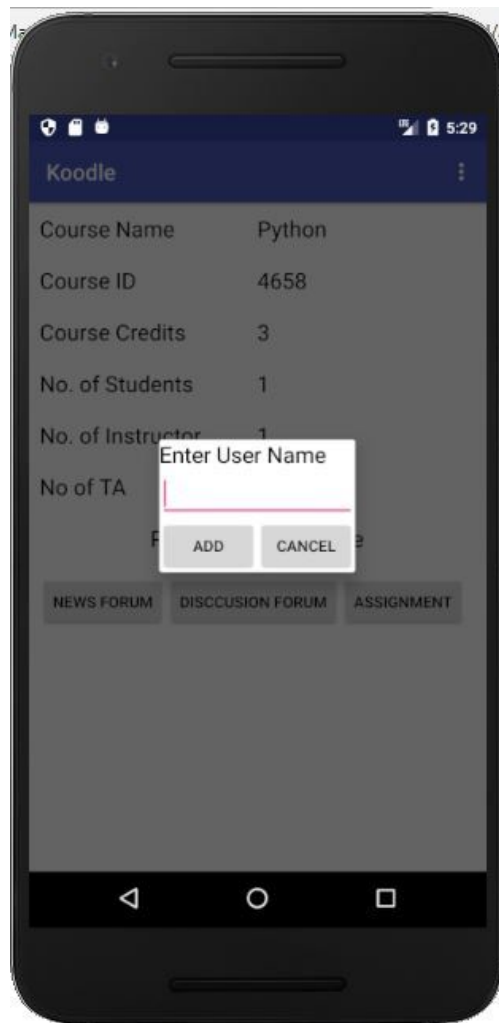 5:29
Koodle
Course Name Python
Course ID 4658
Course Credits 3
No. of Students 1
No. of Instructor 1
Enter User Name
No of TA
ADD CANCEL
NEWS FORUM DISCCUSION FORUM ASSIGNMENT